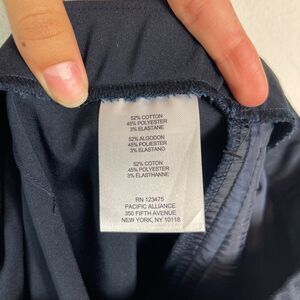 52% COTTON
45% POLYESTER
3% ELASTANE
52% ALGODON
45% POLIESTER
3% ELASTANO
52% COTON
45% POLYESTER
3% ELASTHANNE
RN 123475
PACIFIC ALLIANCE
350 FIFTH AVENUE
NEW YORK, NY 10118